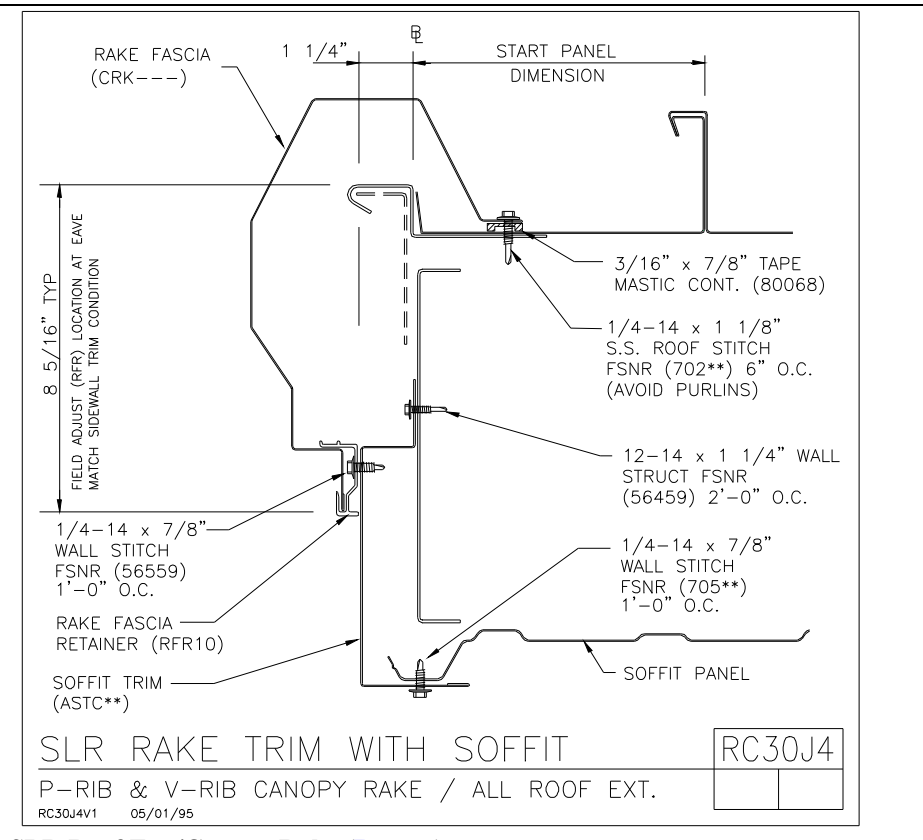 RAKE FASCIA
(CRK---)
1 1/4"
START PANEL
DIMENSION
8 5/16" TYP
FIELD ADJUST (RFR) LOCATION AT EAVE
MATCH SIDEWALL TRIM CONDITION
3/16" x 7/8" TAPE
MASTIC CONT. (80068)
1/4-14 x 1 1/8"
S.S. ROOF STITCH
FSNR (702**) 6" O.C.
(AVOID PURLINS)
12-14 x 1 1/4" WALL
STRUCT FSNR
(56459) 2'-0" O.C.
1/4-14 x 7/8"
WALL STITCH
FSNR (56559)
1'-0" O.C.
1/4-14 x 7/8"
WALL STITCH
FSNR (705**)
1'-0" O.C.
RAKE FASCIA
RETAINER (RFR10)
SOFFIT TRIM
(ASTC**)
SOFFIT PANEL
SLR RAKE TRIM WITH SOFFIT
RC30J4
P-RIB & V-RIB CANOPY RAKE / ALL ROOF EXT.
RC30J4V1 05/01/95